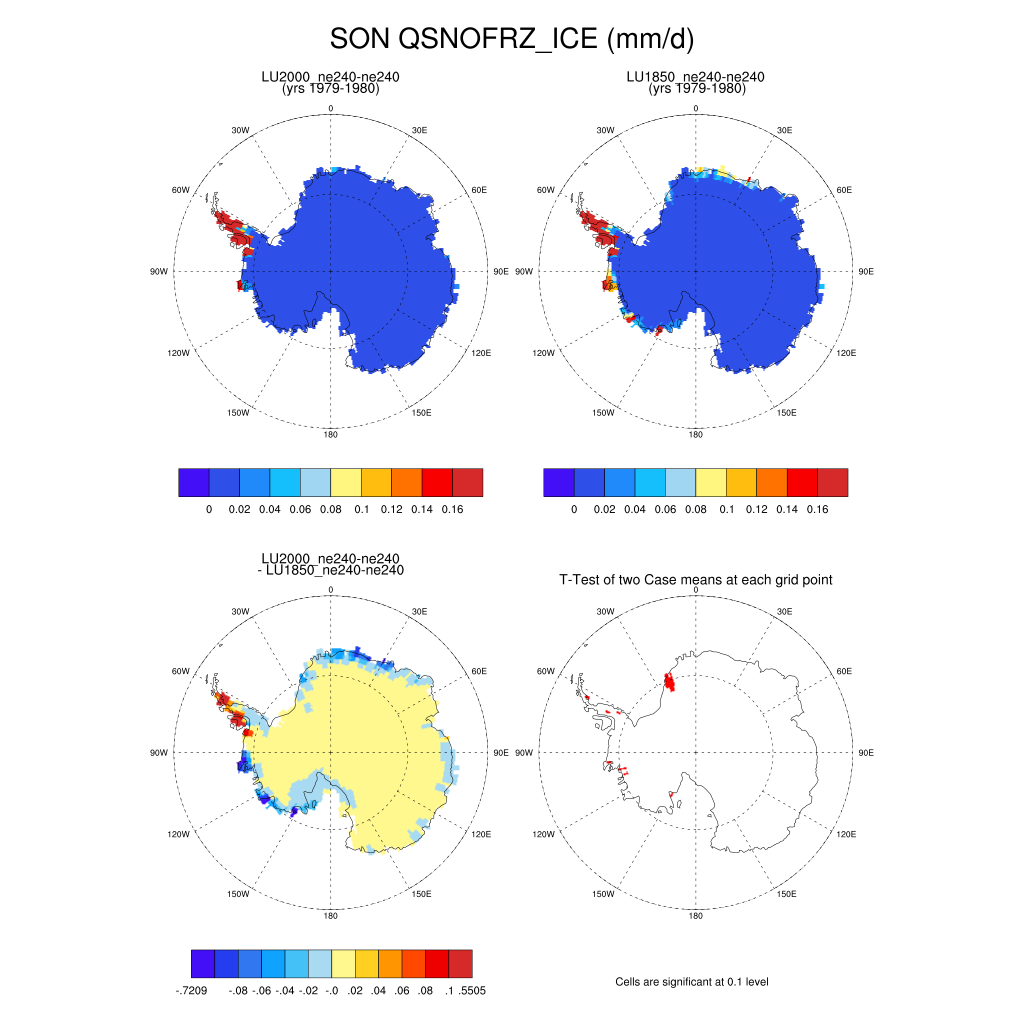 SON QSNOFRZ_ICE (mm/d)
LU2000_ne240-ne240
(yrs 1979-1980)
LU1850_ne240-ne240
(yrs 1979-1980)
0
30W 30E
60W 60E
90W 90E
120W 120E
150W 150E
180
0
30W 30E
60W 60E
90W 90E
120W 120E
150W 150E
180
0 0.02 0.04 0.06 0.08 0.1 0.12 0.14 0.16
0 0.02 0.04 0.06 0.08 0.1 0.12 0.14 0.16
LU2000_ne240-ne240
- LU1850_ne240-ne240
T-Test of two Case means at each grid point
0
30W 30E
60W 60E
90W 90E
120W 120E
150W 150E
180
0
30W 30E
60W 60E
90W 90E
120W 120E
150W 150E
180
-.7209 -.08 -.06 -.04 -.02 -.0 .02 .04 .06 .08 .1 .5505
Cells are significant at 0.1 level